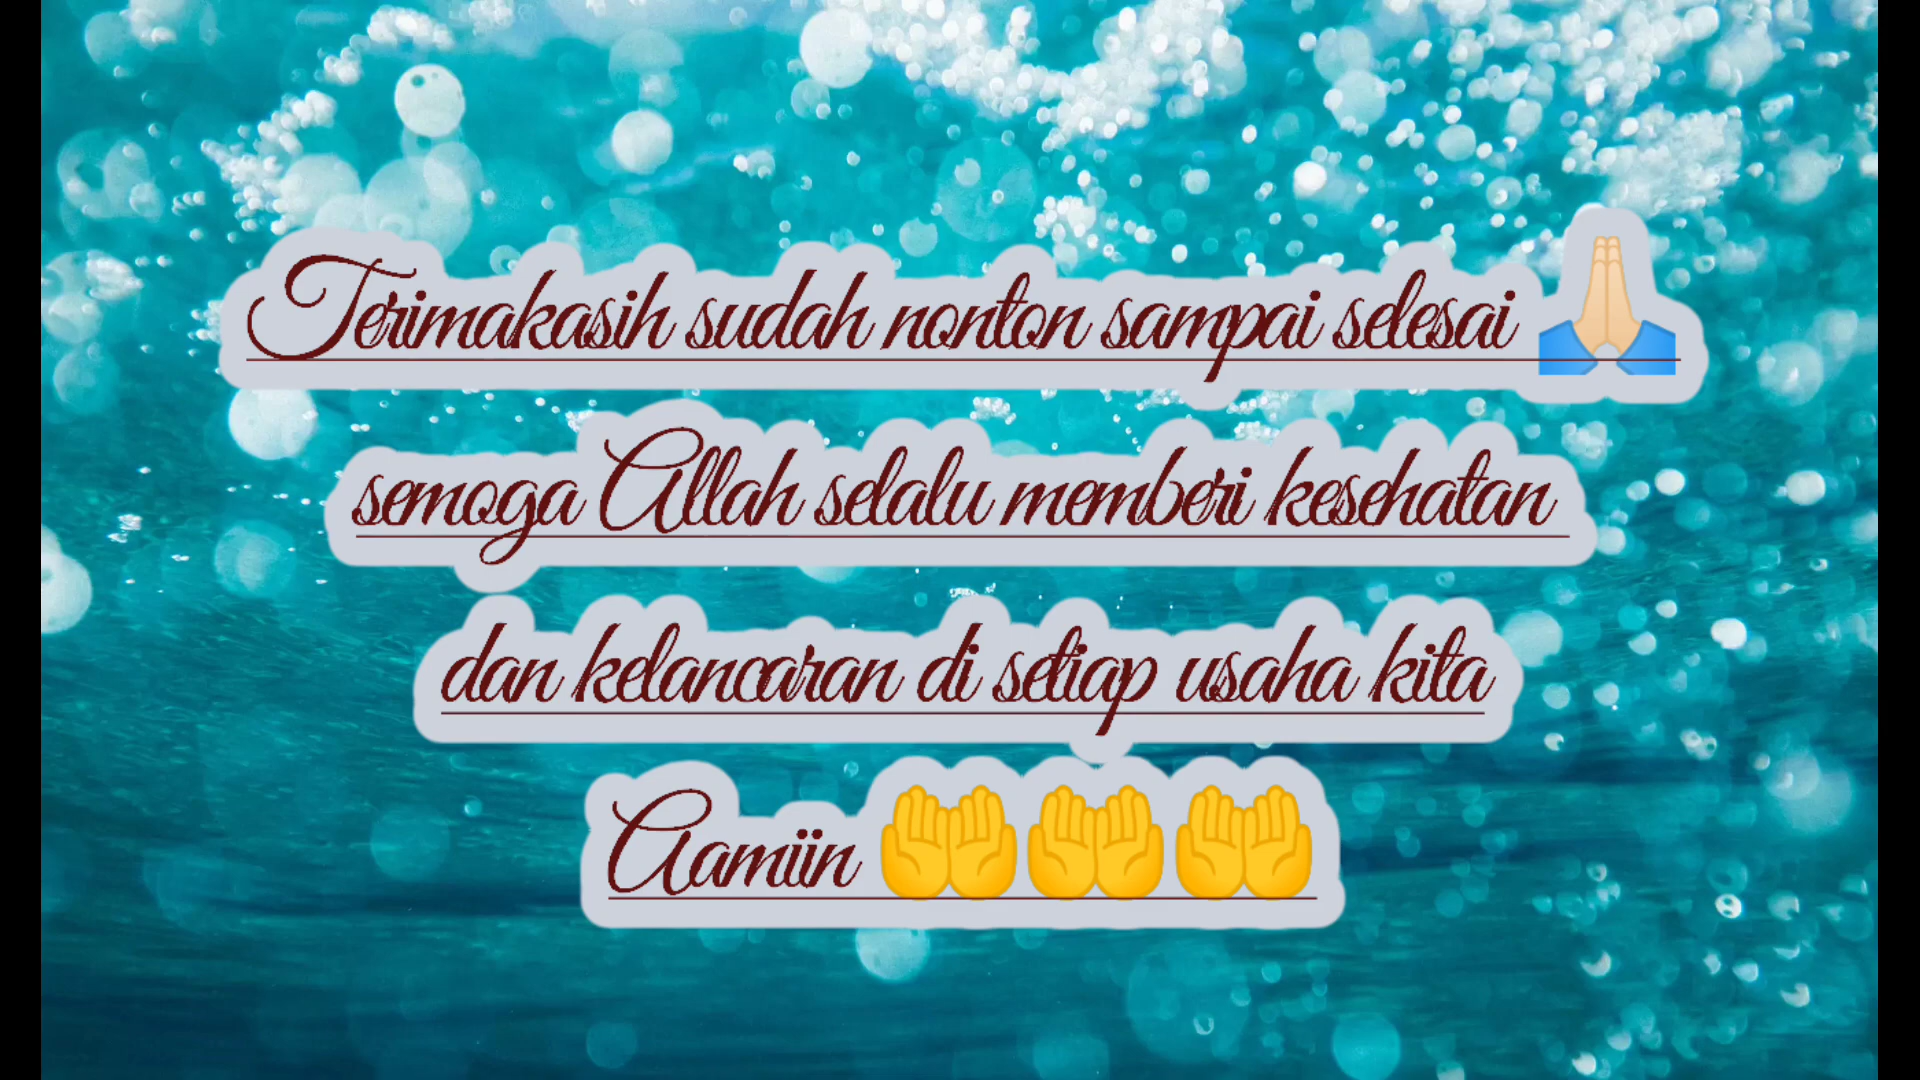 Terimakasih sudah nonton sampai selesai 🙏🏻
semoga Allah selalu memberi kesehatan
dan kelancaran di setiap usaha kita
Aamiin 🤲🤲🤲